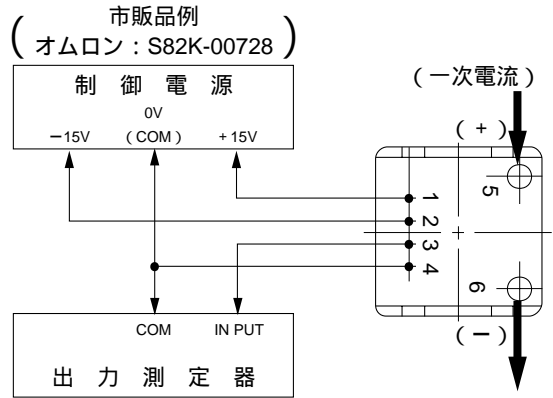 市販品例
(オムロン：S82K-00728)
制御電源
0V
−15V (COM) +15V
(一次電流)
(+)
5
1
2
3
4
6
(−)
COM IN PUT
出力測定器